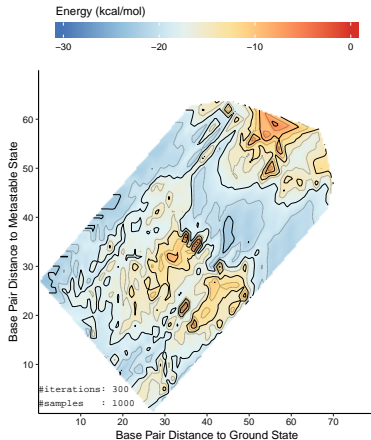 Energy (kcal/mol)
−30 −20 −10 0
Base Pair Distance to Metastable State
60
50
40
30
20
10
#iterations: 300
#samples   : 1000
10 20 30 40 50 60 70
Base Pair Distance to Ground State